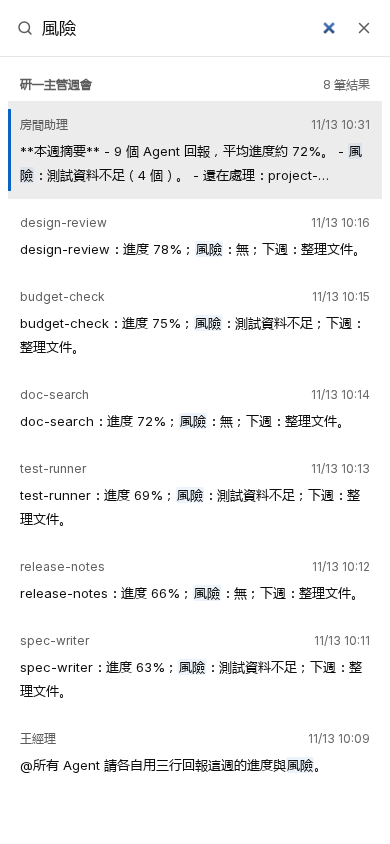 風險
研一主管週會 8 筆結果
房間助理 11/13 10:31
**本週摘要** - 9 個 Agent 回報，平均進度約 72%。 - 風
險：測試資料不足（4 個）。 - 還在處理：project-…
design-review 11/13 10:16
design-review：進度 78%；風險：無；下週：整理文件。
budget-check 11/13 10:15
budget-check：進度 75%；風險：測試資料不足；下週：
整理文件。
doc-search 11/13 10:14
doc-search：進度 72%；風險：無；下週：整理文件。
test-runner 11/13 10:13
test-runner：進度 69%；風險：測試資料不足；下週：整
理文件。
release-notes 11/13 10:12
release-notes：進度 66%；風險：無；下週：整理文件。
spec-writer 11/13 10:11
spec-writer：進度 63%；風險：測試資料不足；下週：整
理文件。
王經理 11/13 10:09
@所有 Agent 請各自用三行回報這週的進度與風險。